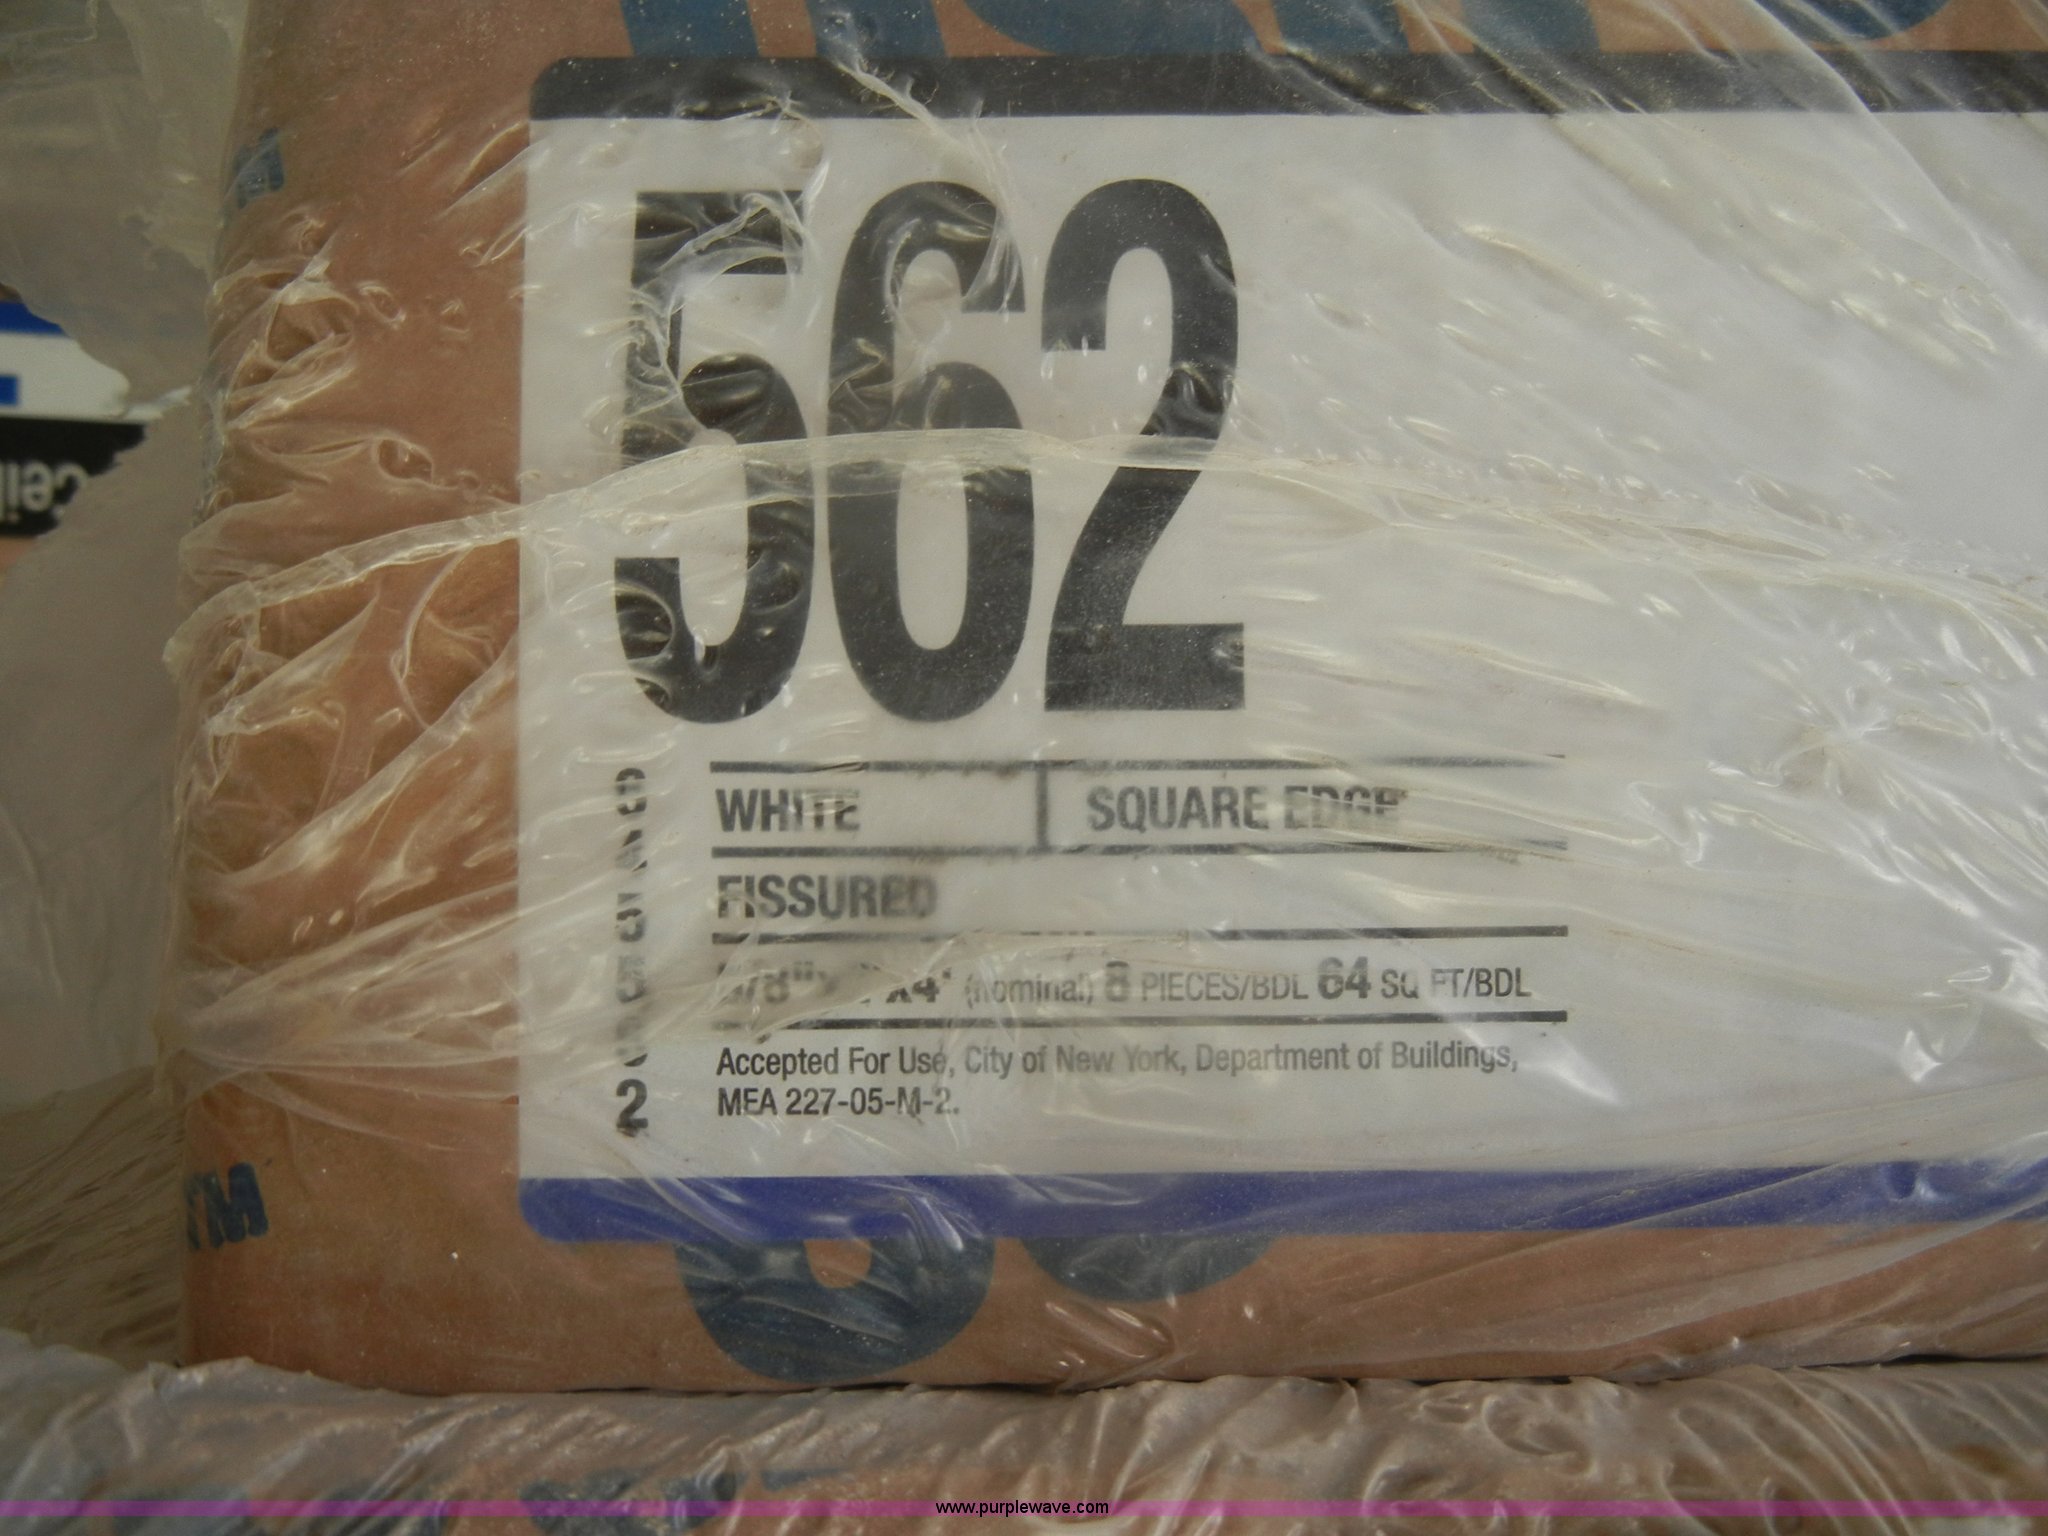 562
WHITE SQUARE EDGE
FISSURED
x4' (nominal) 8 PIECES/BDL 64 SQ FT/BDL
Accepted For Use, City of New York, Department of Buildings,
MEA 227-05-M-2.
2
www.purplewave.com